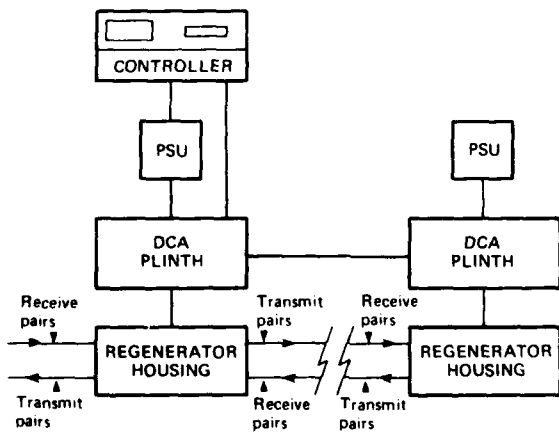 CONTROLLER
PSU
PSU
DCA
PLINTH
DCA
PLINTH
Receive
pairs
Transmit
pairs
Receive
pairs
REGENERATOR
HOUSING
REGENERATOR
HOUSING
Transmit
pairs
Receive
pairs
Transmit
pairs